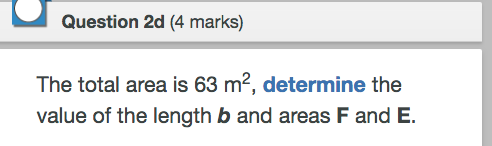 Question 2d (4 marks)
The total area is 63 m², determine the
value of the length b and areas F and E.